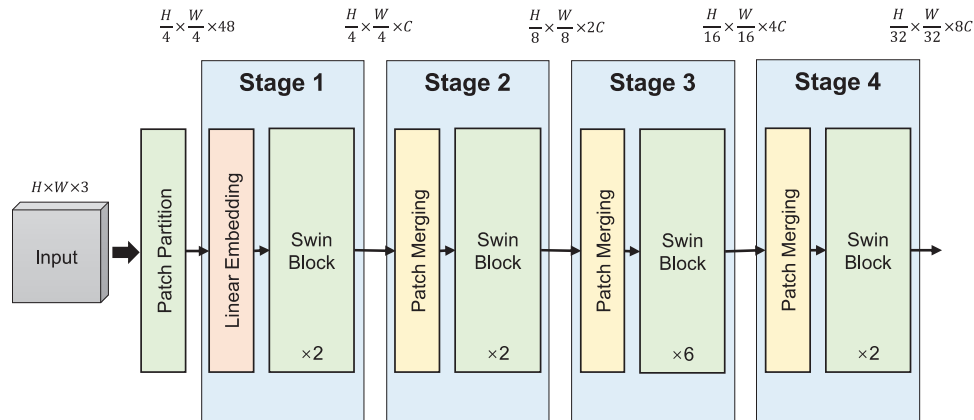 H/4 × W/4 ×48
H/4 × W/4 ×C
H/8 × W/8 ×2C
H/16 × W/16 ×4C
H/32 × W/32 ×8C
Stage 1
Stage 2
Stage 3
Stage 4
H×W×3
Input
Patch Partition
Linear Embedding
Swin
Block
×2
Patch Merging
Swin
Block
×2
Patch Merging
Swin
Block
×6
Patch Merging
Swin
Block
×2